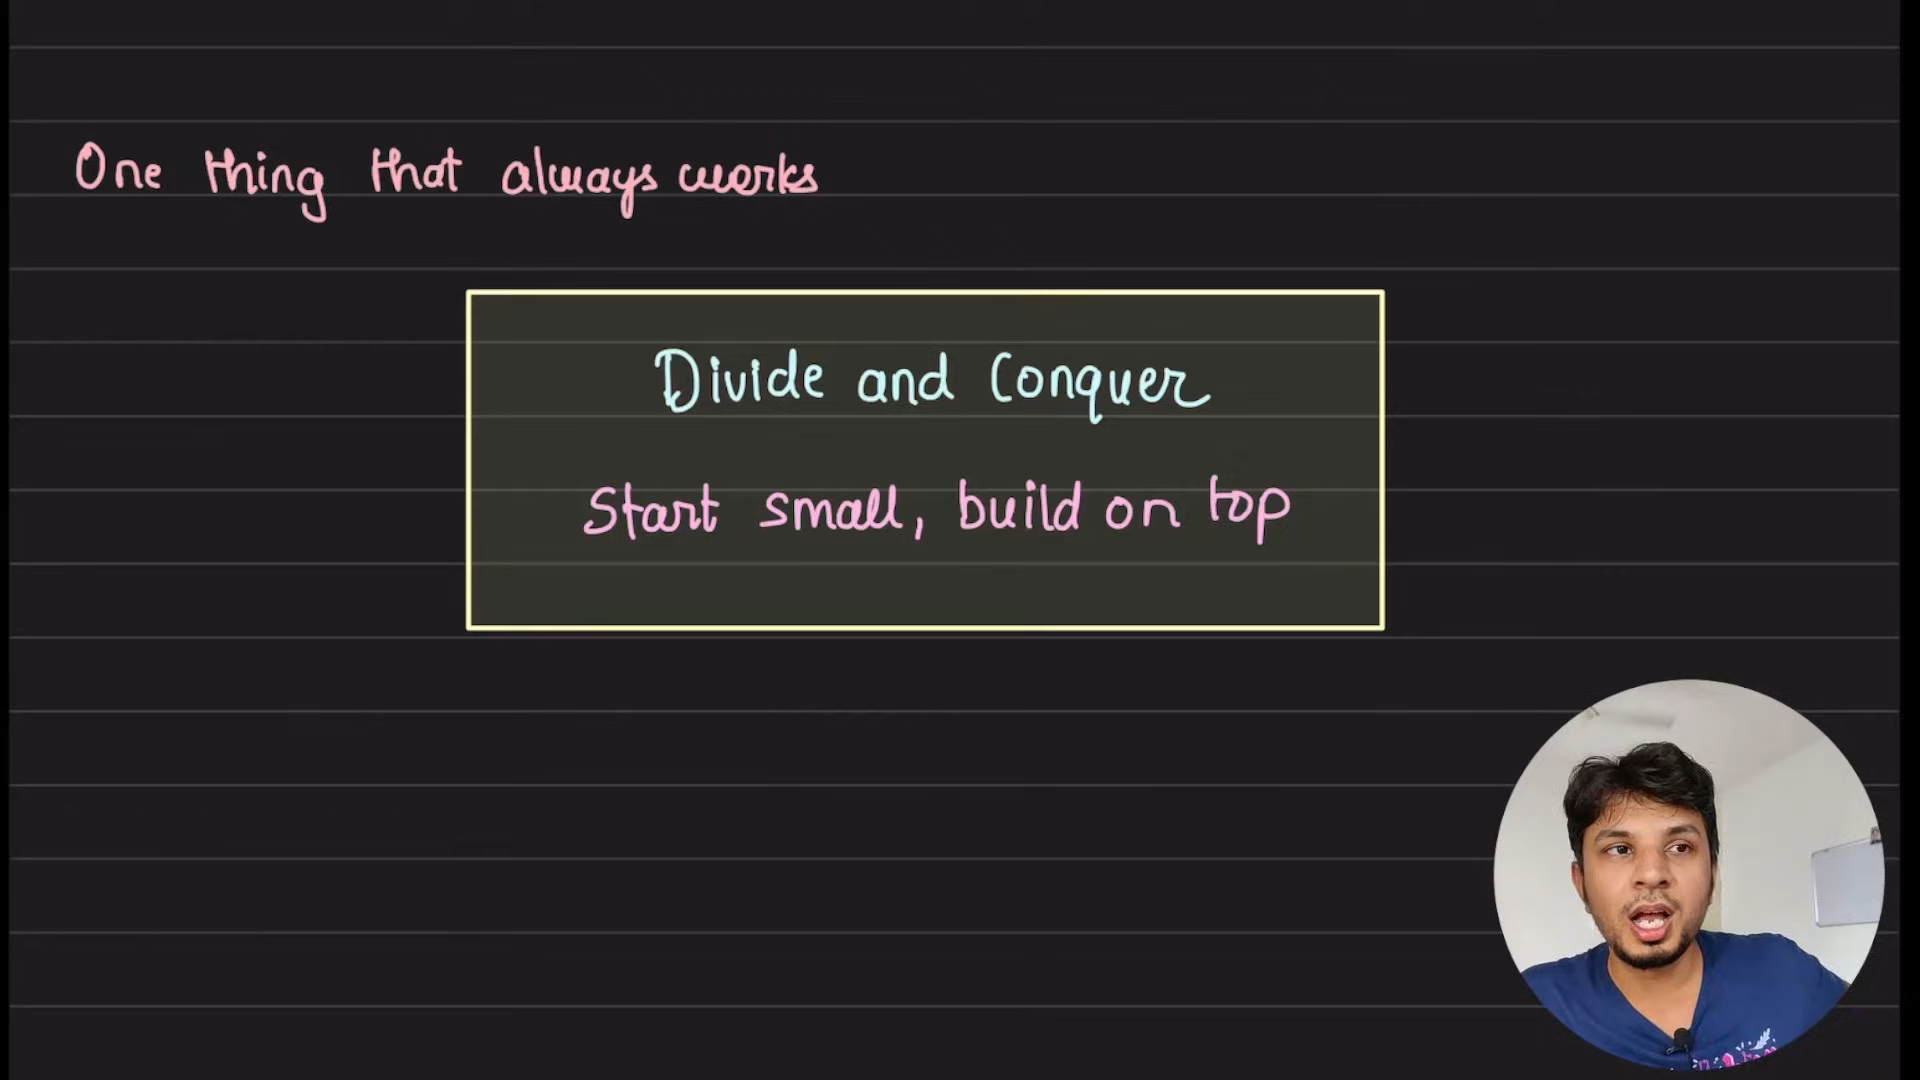 One thing that always works
Divide and Conquer
Start small, build on top